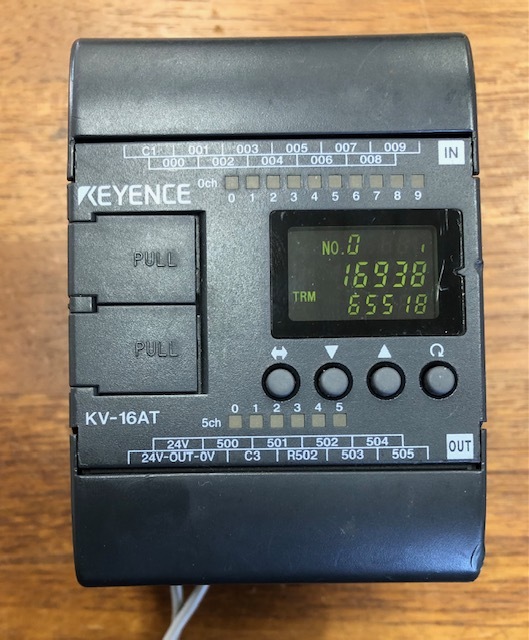 C1 001 003 005 007 009
000 002 004 006 008
IN
0ch
0 1 2 3 4 5 6 7 8 9
KEYENCE
PULL
PULL
NO.0 1
16938
TRM 65518
KV-16AT
0 1 2 3 4 5
5ch
24V 500 501 502 504
24V-OUT-0V C3 R502 503 505
OUT